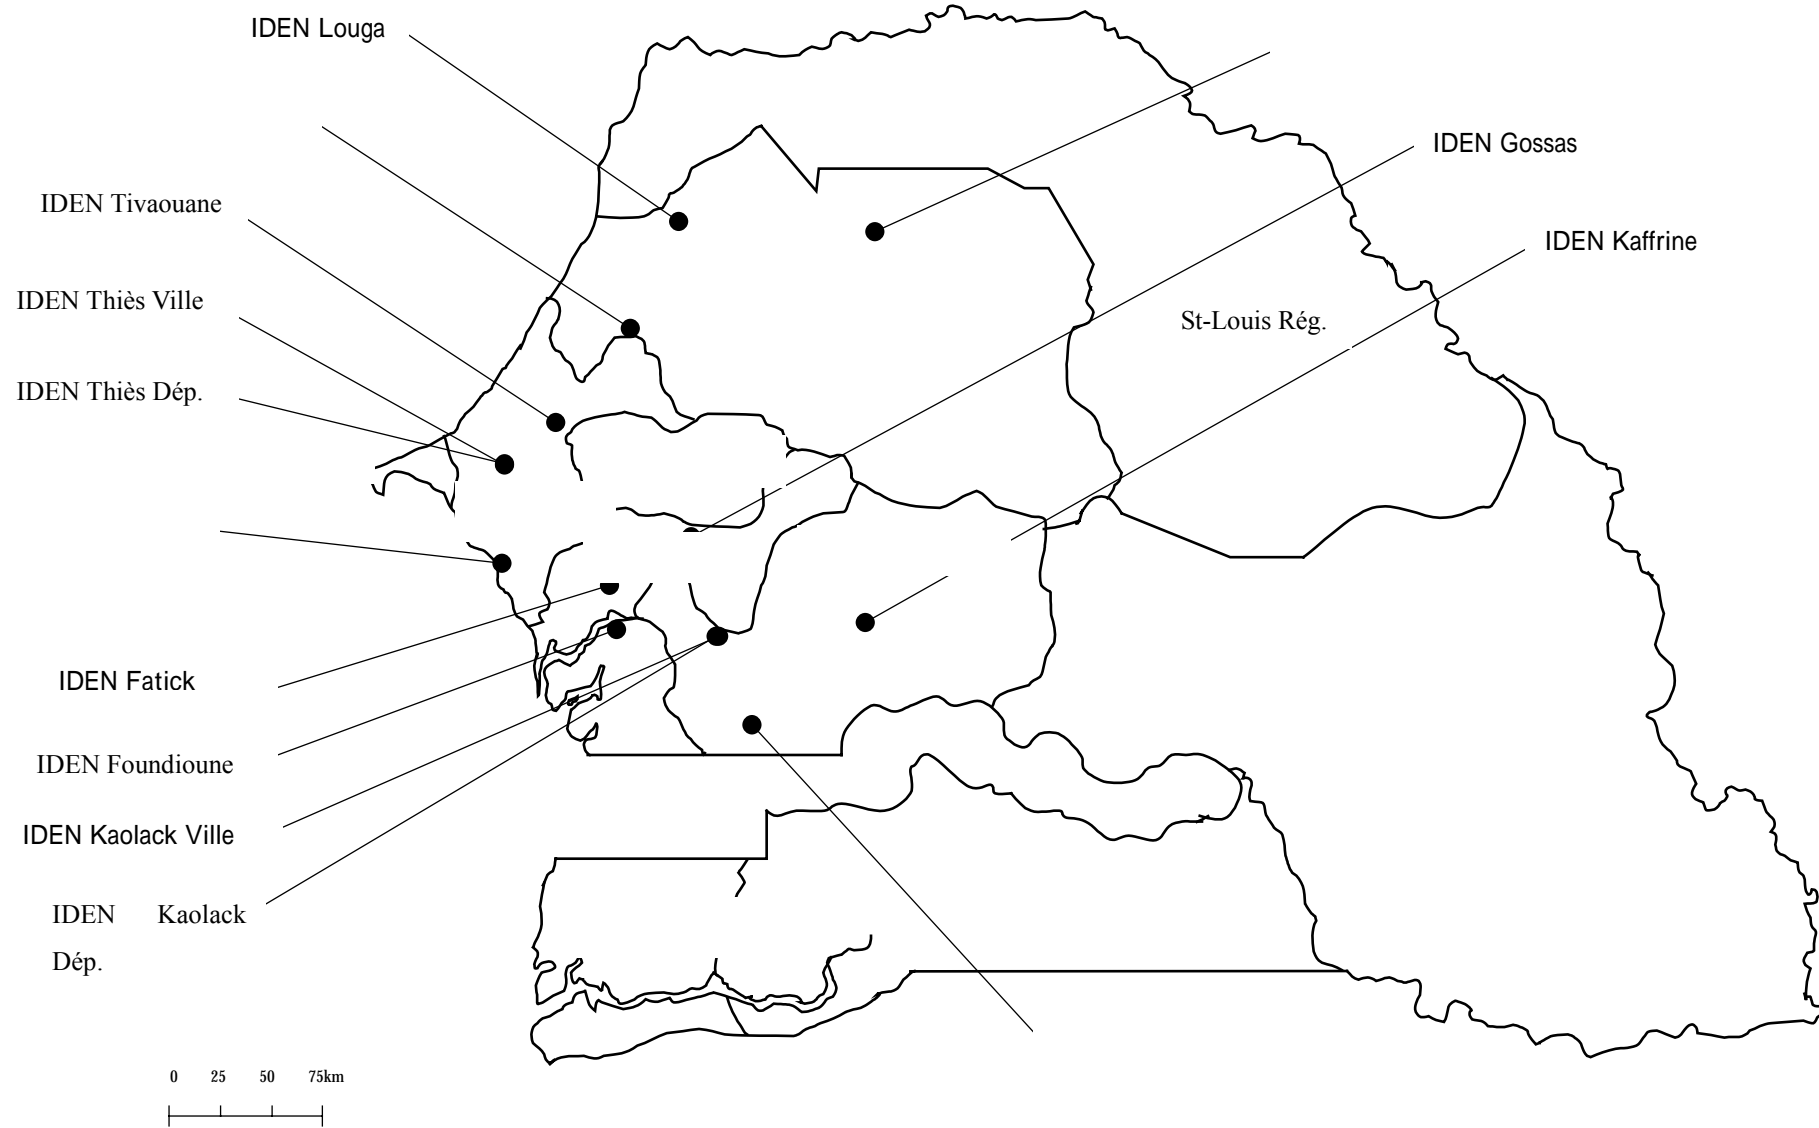 IDEN Louga
IDEN Gossas
IDEN Tivaouane
IDEN Kaffrine
IDEN Thiès Ville
St-Louis Rég.
IDEN Thiès Dép.
IDEN Fatick
IDEN Foundioune
IDEN Kaolack Ville
IDEN Kaolack
Dép.
0 25 50 75km